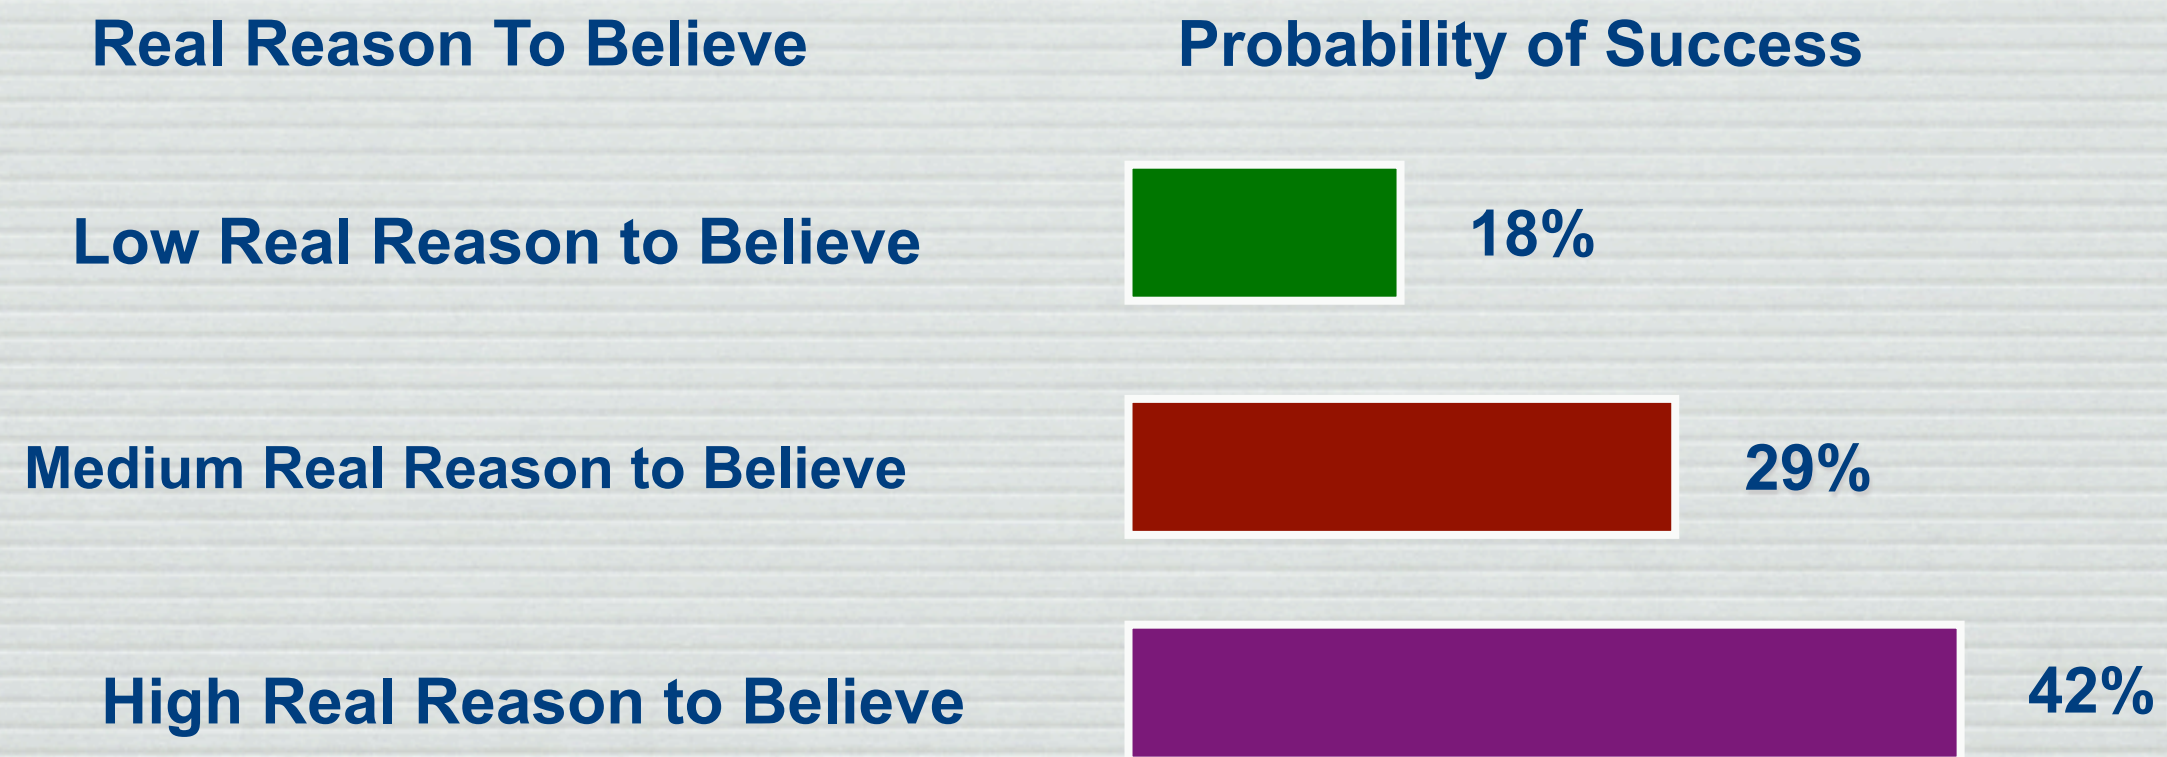 Real Reason To Believe
Probability of Success
Low Real Reason to Believe
18%
Medium Real Reason to Believe
29%
High Real Reason to Believe
42%